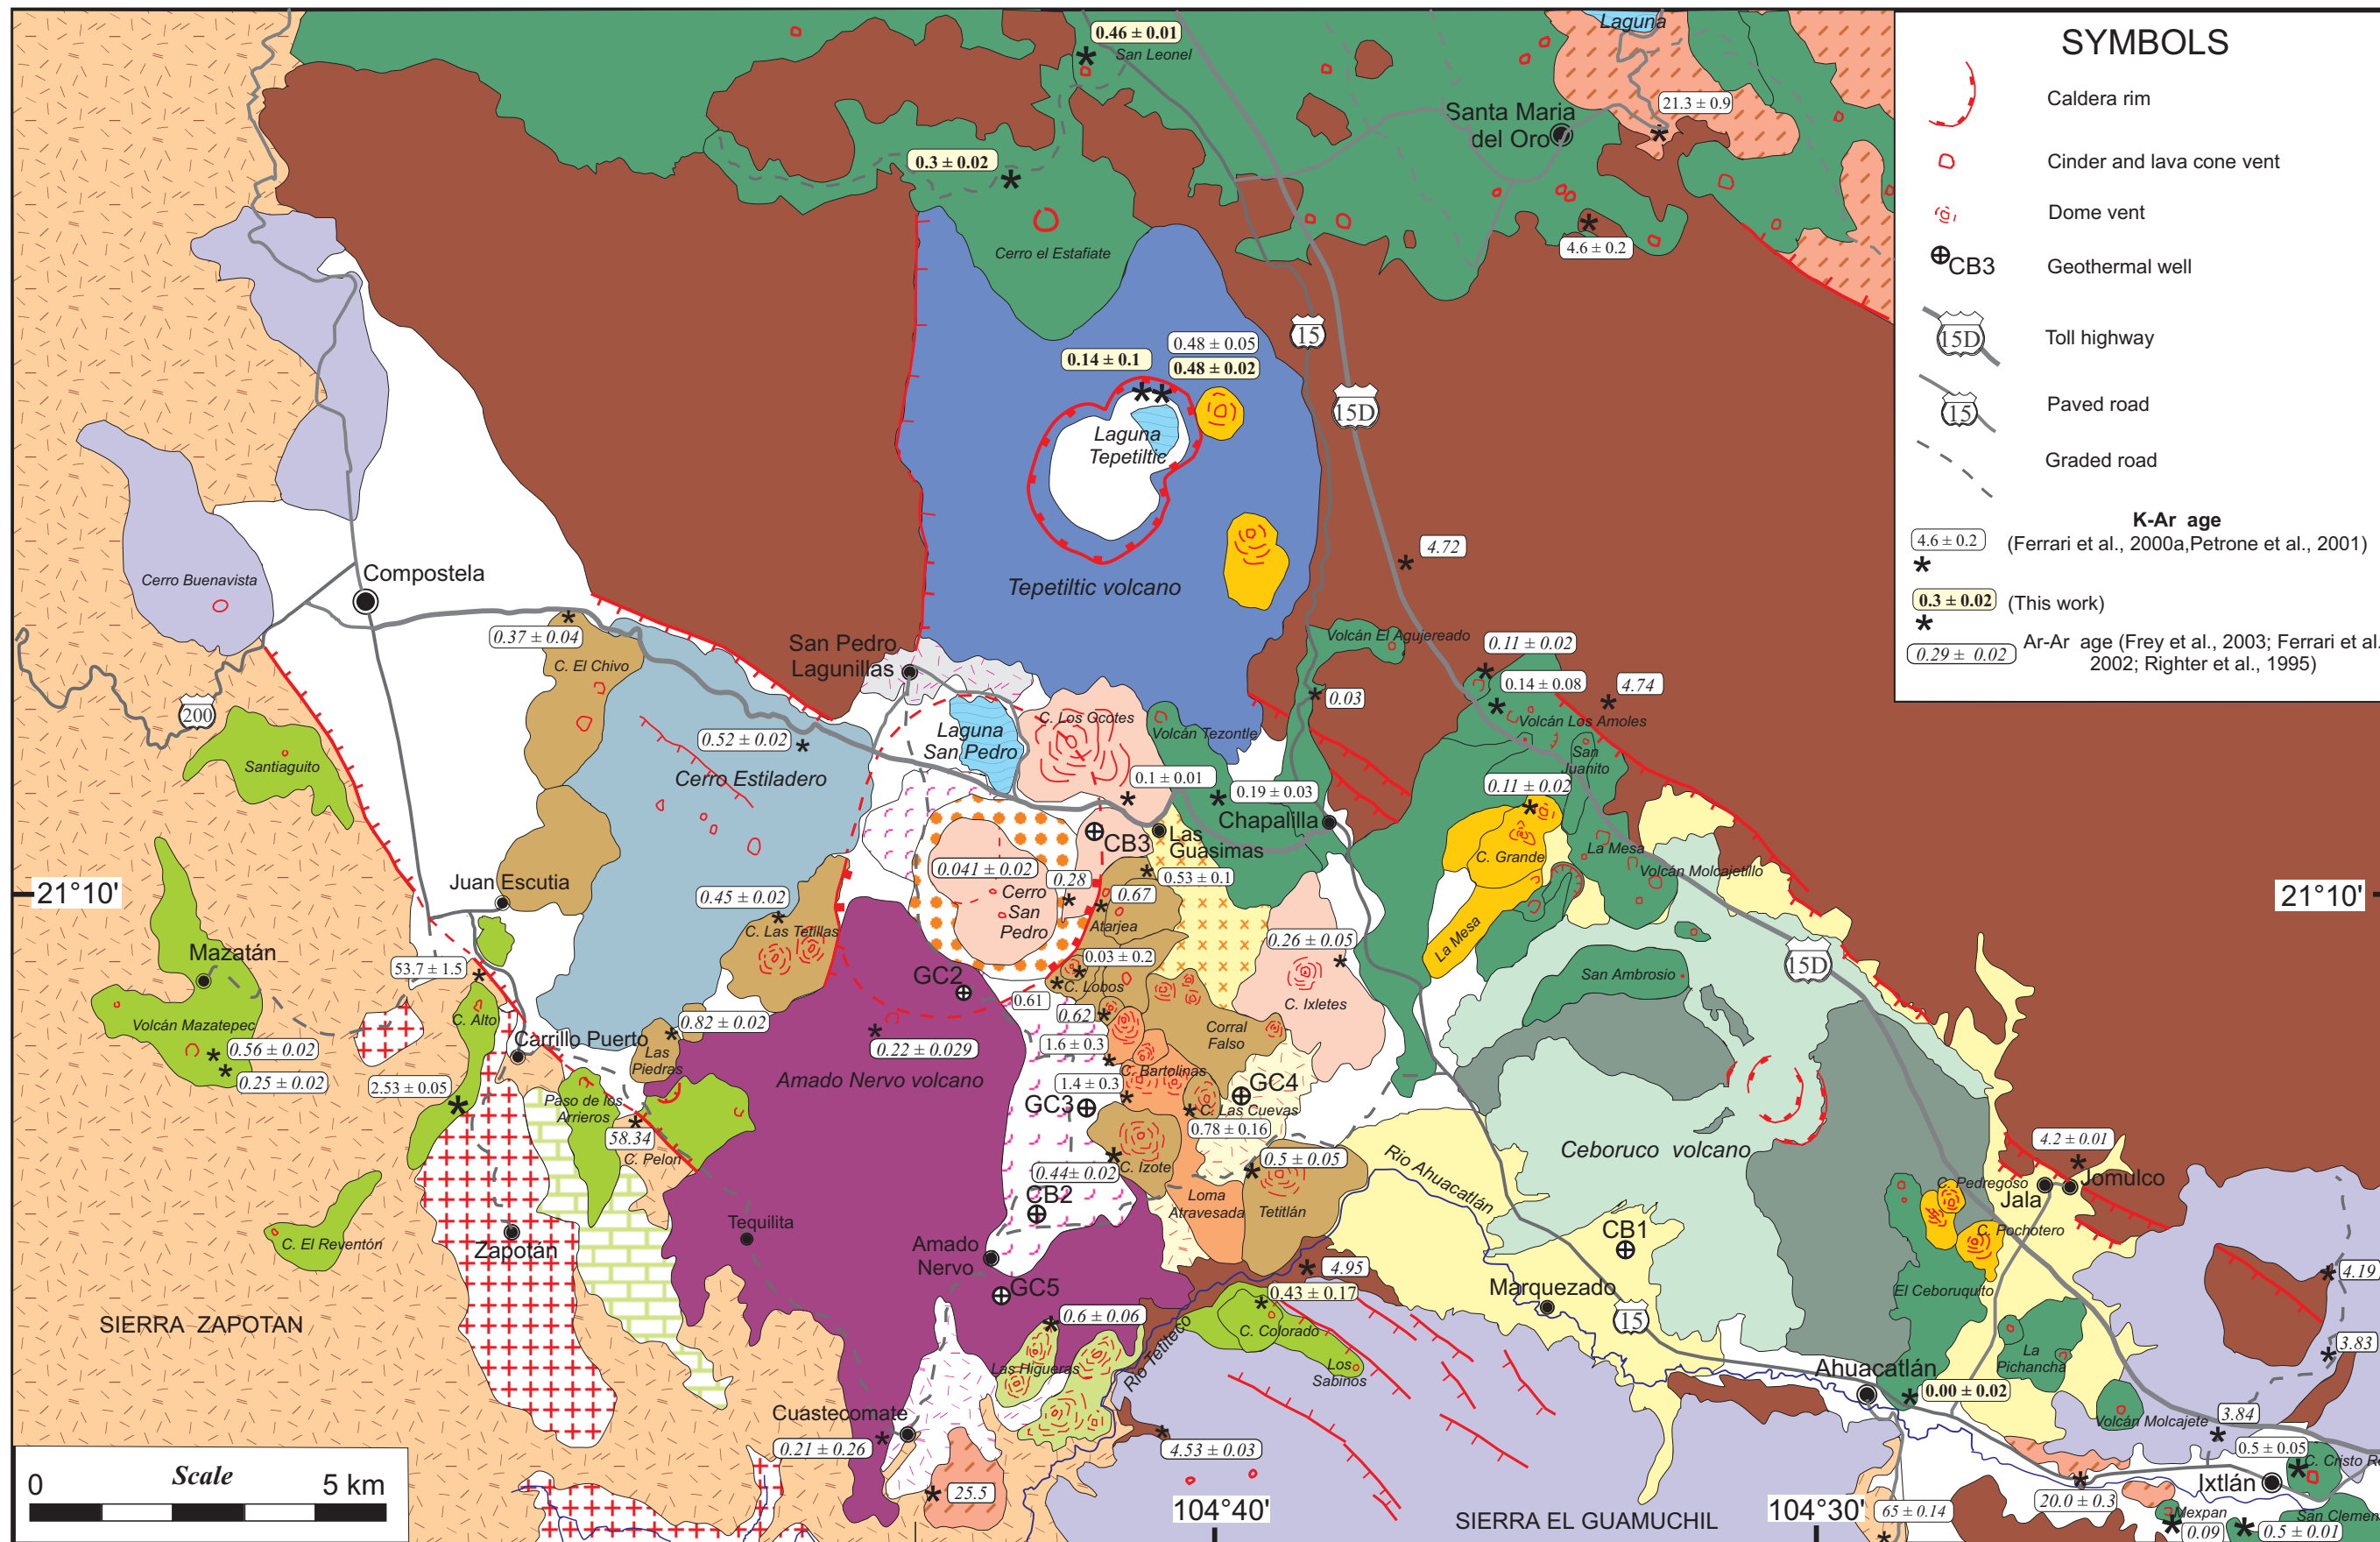 SYMBOLS
Caldera rim
Cinder and lava cone vent
Dome vent
CB3
Geothermal well
15D
Toll highway
15
Paved road
Graded road
K-Ar age
4.6 ± 0.2
(Ferrari et al., 2000a,Petrone et al., 2001)
*
0.3 ± 0.02
(This work)
*
0.29 ± 0.02
Ar-Ar age (Frey et al., 2003; Ferrari et al.
2002; Righter et al., 1995)
Laguna
0.46 ± 0.01
San Leonel
21.3 ± 0.9
Santa Maria
del Oro
0.3 ± 0.02
Cerro el Estafiate
4.6 ± 0.2
15
0.48 ± 0.05
0.14 ± 0.1
0.48 ± 0.02
15D
Laguna
Tepetiltic
4.72
Tepetiltic volcano
Compostela
Cerro Buenavista
0.37 ± 0.04
San Pedro
Lagunillas
C. El Chivo
Volcán El Agujereado
0.11 ± 0.02
0.14 ± 0.08
4.74
0.03
200
C. Los Ocotes
Volcán Los Amoles
Laguna
San Pedro
Volcán Tezontle
0.52 ± 0.02
Santiaguito
Cerro Estiladero
San
Juanito
0.1 ± 0.01
0.19 ± 0.03
0.11 ± 0.02
Chapalilla
CB3
Las
Guasimas
La Mesa
C. Grande
Volcán Molcajetillo
0.041 ± 0.02
0.28
0.53 ± 0.1
Juan Escutia
21°10'
21°10'
0.45 ± 0.02
0.67
Cerro
San
Pedro
Atarjea
C. Las Tetillas
La Mesa
0.26 ± 0.05
Mazatán
53.7 ± 1.5
0.03 ± 0.2
15D
GC2
C. Lobos
San Ambrosio
0.61
C. Ixletes
0.62
C. Alto
Volcán Mazatepec
0.82 ± 0.02
Corral
Falso
Carrillo Puerto
0.56 ± 0.02
0.22 ± 0.029
1.6 ± 0.3
Las
Piedras
0.25 ± 0.02
Amado Nervo volcano
C. Bartolinas
2.53 ± 0.05
1.4 ± 0.3
GC4
Paso de los
Arrieros
GC3
C. Las Cuevas
58.34
0.78 ± 0.16
Ceboruco volcano
4.2 ± 0.01
C. Pelon
0.5 ± 0.05
C. Izote
0.44± 0.02
Rio Ahuacatlán
Jomulco
C. Pedregoso
Jala
CB2
Loma
Atravesada
Tetitlán
Tequilita
C. Pochotero
CB1
Zapotán
C. El Reventón
Amado
Nervo
4.95
4.19
GC5
Marquezado
El Ceboruquito
0.43 ± 0.17
0.6 ± 0.06
15
SIERRA ZAPOTAN
C. Colorado
Rio Tetiteco
3.83
Las Higueras
La
Pichancha
Los
Sabinos
Ahuacatlán
0.00 ± 0.02
Cuastecomate
3.84
Volcán Molcajete
0.21 ± 0.26
4.53 ± 0.03
0.5 ± 0.05
C. Cristo Re
0
Scale
5 km
Ixtlán
25.5
104°40'
104°30'
20.0 ± 0.3
65 ± 0.14
SIERRA EL GUAMUCHIL
Mexpan
San Clemen
0.09
0.5 ± 0.01